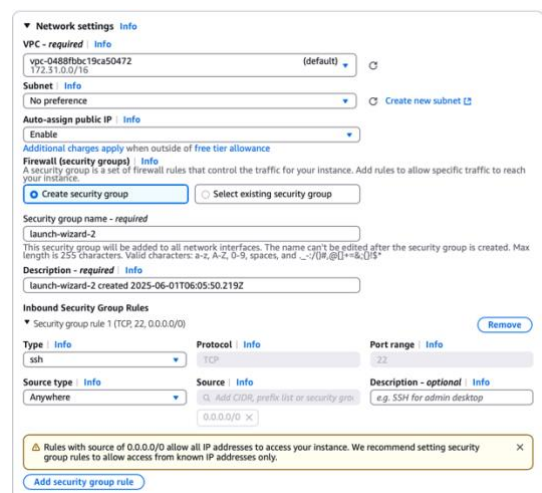 ▼ Network settings Info
VPC - required | Info
vpc-0488fbbc19ca50472 (default)
172.31.0.0/16
Subnet | Info
No preference
Create new subnet
Auto-assign public IP | Info
Enable
Additional charges apply when outside of free tier allowance
Firewall (security groups) | Info
A security group is a set of firewall rules that control the traffic for your instance. Add rules to allow specific traffic to reach
your instance.
Create security group
Select existing security group
Security group name - required
launch-wizard-2
This security group will be added to all network interfaces. The name can't be edited after the security group is created. Max
length is 255 characters. Valid characters: a-z, A-Z, 0-9, spaces, and ._-:/()#,@[]+=&;{}!$*
Description - required | Info
launch-wizard-2 created 2025-06-01T06:05:50.219Z
Inbound Security Group Rules
▼ Security group rule 1 (TCP, 22, 0.0.0.0/0)
Remove
Type | Info
Protocol | Info
Port range | Info
ssh
TCP
22
Source type | Info
Source | Info
Description - optional | Info
Anywhere
Add CIDR, prefix list or security grou
e.g. SSH for admin desktop
0.0.0.0/0 ×
Rules with source of 0.0.0.0/0 allow all IP addresses to access your instance. We recommend setting security
group rules to allow access from known IP addresses only.
Add security group rule